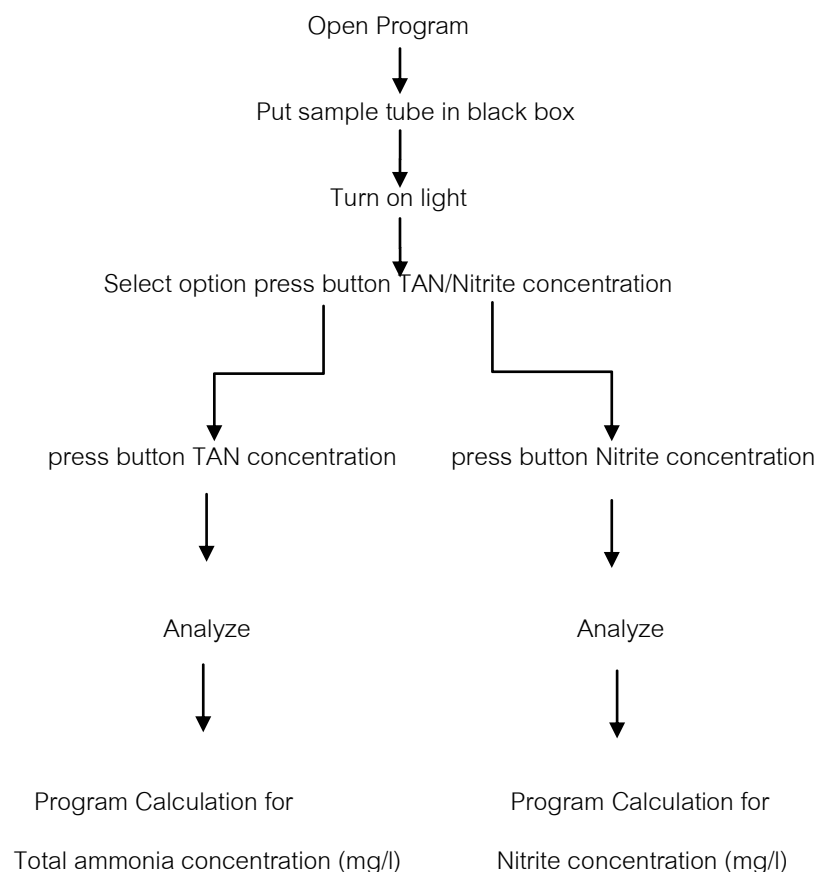 Open Program
Put sample tube in black box
Turn on light
Select option press button TAN/Nitrite concentration
press button TAN concentration
press button Nitrite concentration
Analyze
Analyze
Program Calculation for
Total ammonia concentration (mg/l)
Program Calculation for
Nitrite concentration (mg/l)